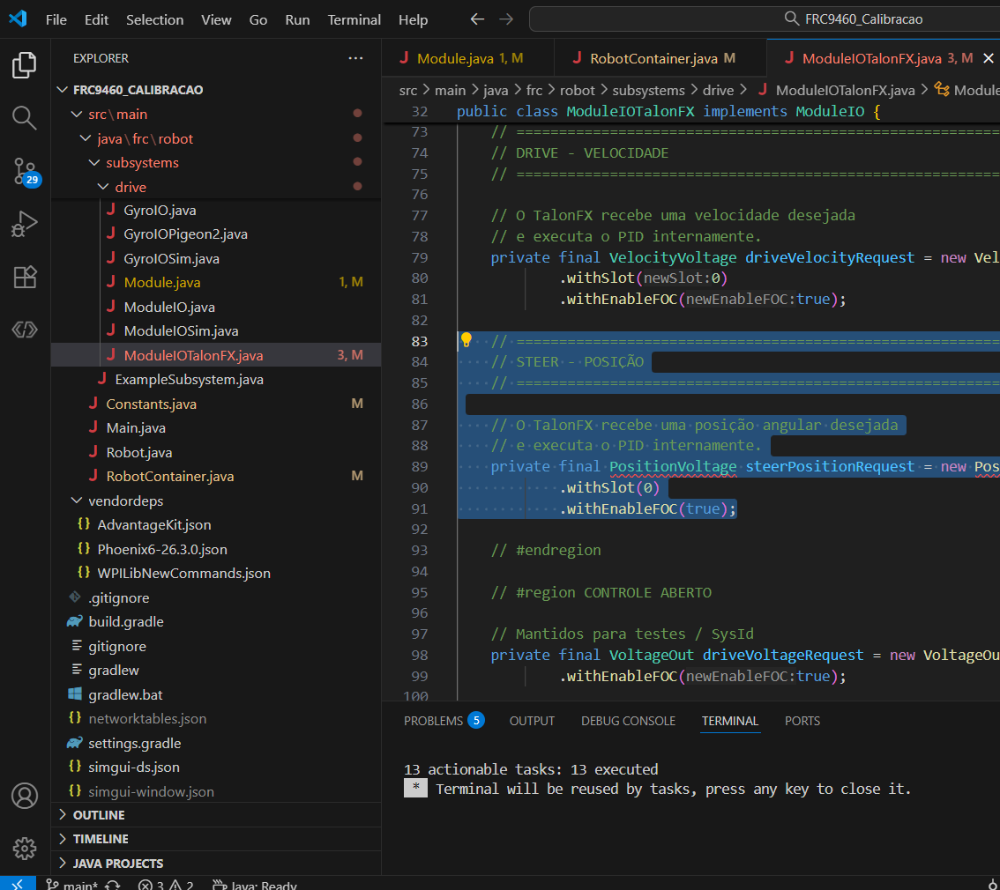 File Edit Selection View Go Run Terminal Help
FRC9460_Calibracao
EXPLORER
FRC9460_CALIBRACAO
src\main
java\frc\robot
subsystems
drive
GyroIO.java
GyroIOPigeon2.java
GyroIOSim.java
Module.java 1, M
ModuleIO.java
ModuleIOSim.java
ModuleIOTalonFX.java 3, M
ExampleSubsystem.java
Constants.java M
Main.java
Robot.java
RobotContainer.java M
vendordeps
{} AdvantageKit.json
{} Phoenix6-26.3.0.json
{} WPILibNewCommands.json
.gitignore
build.gradle
gitignore
gradlew
gradlew.bat
{} networktables.json
settings.gradle
{} simgui-ds.json
{} simgui-window.json
OUTLINE
TIMELINE
JAVA PROJECTS
29
Module.java 1, M
RobotContainer.java M
ModuleIOTalonFX.java 3, M
src > main > java > frc > robot > subsystems > drive > ModuleIOTalonFX.java > Module
32 public class ModuleIOTalonFX implements ModuleIO {
73 // =========================================================
74 // DRIVE - VELOCIDADE
75 // =========================================================
76
77 // O TalonFX recebe uma velocidade desejada
78 // e executa o PID internamente.
79 private final VelocityVoltage driveVelocityRequest = new Vel
80 .withSlot(newSlot:0)
81 .withEnableFOC(newEnableFOC:true);
82
83 // =========================================================
84 // STEER - POSIÇÃO
85 // =========================================================
86
87 // O TalonFX recebe uma posição angular desejada
88 // e executa o PID internamente.
89 private final PositionVoltage steerPositionRequest = new Pos
90 .withSlot(0)
91 .withEnableFOC(true);
92
93 // #endregion
94
95 // #region CONTROLE ABERTO
96
97 // Mantidos para testes / SysId
98 private final VoltageOut driveVoltageRequest = new VoltageOu
99 .withEnableFOC(newEnableFOC:true);
100
PROBLEMS 5 OUTPUT DEBUG CONSOLE TERMINAL PORTS
13 actionable tasks: 13 executed
* Terminal will be reused by tasks, press any key to close it.
main* 3 2 Java: Ready